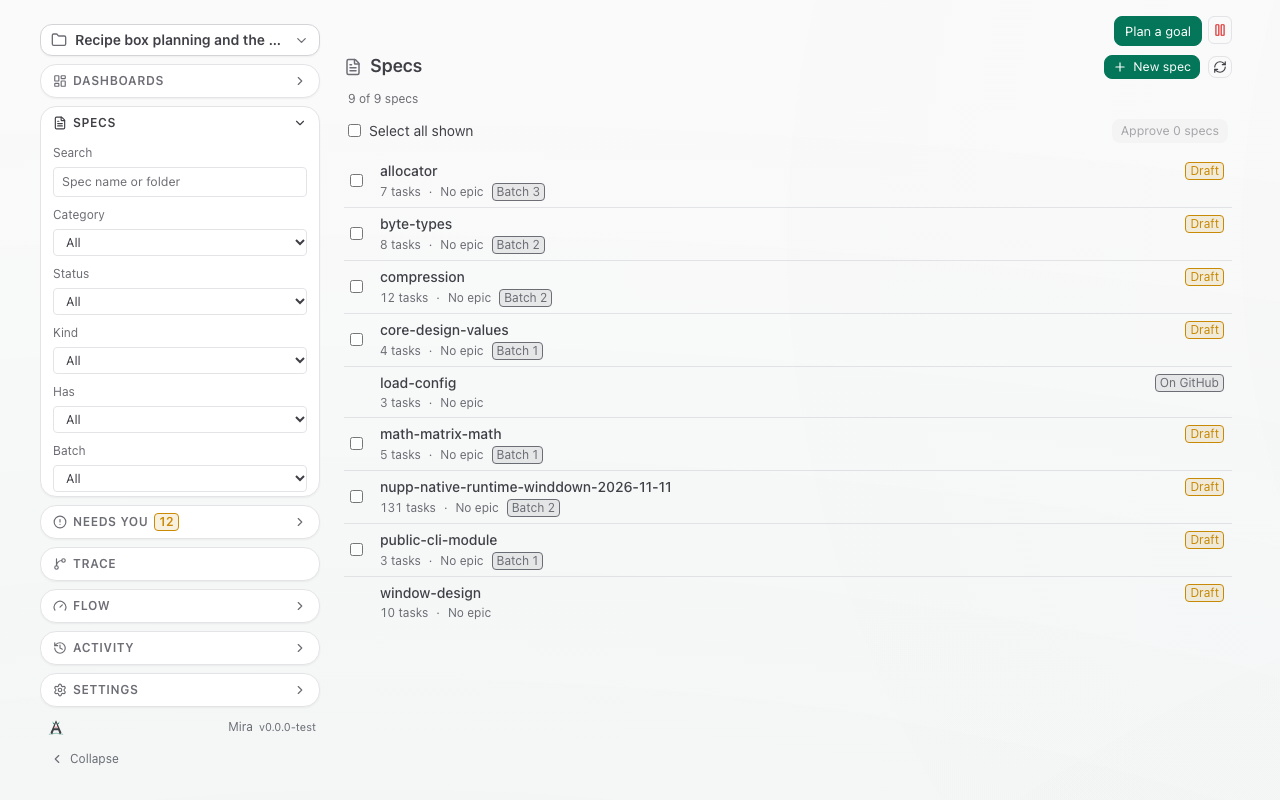 Recipe box planning and the ...
DASHBOARDS
SPECS
Search
Spec name or folder
Category
All
Status
All
Kind
All
Has
All
Batch
All
NEEDS YOU 12
TRACE
FLOW
ACTIVITY
SETTINGS
Mira v0.0.0-test
Collapse
Plan a goal
Specs
New spec
9 of 9 specs
Select all shown
Approve 0 specs
allocator
Draft
7 tasks · No epic Batch 3
byte-types
Draft
8 tasks · No epic Batch 2
compression
Draft
12 tasks · No epic Batch 2
core-design-values
Draft
4 tasks · No epic Batch 1
load-config
On GitHub
3 tasks · No epic
math-matrix-math
Draft
5 tasks · No epic Batch 1
nupp-native-runtime-winddown-2026-11-11
Draft
131 tasks · No epic Batch 2
public-cli-module
Draft
3 tasks · No epic Batch 1
window-design
Draft
10 tasks · No epic